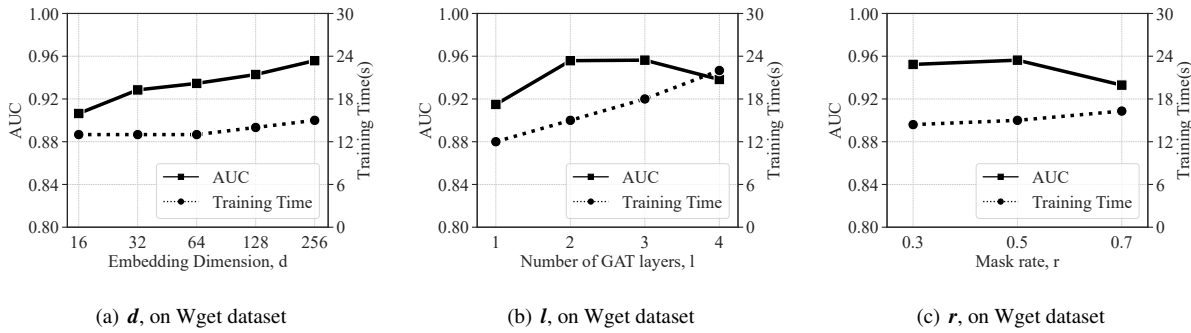 1.00
0.96
0.92
0.88
0.84
0.80
AUC
30
24
18
12
6
0
Training Time(s)
AUC
Training Time
16 32 64 128 256
Embedding Dimension, d
(a) d, on Wget dataset
1.00
0.96
0.92
0.88
0.84
0.80
AUC
30
24
18
12
6
0
Training Time(s)
AUC
Training Time
1 2 3 4
Number of GAT layers, l
(b) l, on Wget dataset
1.00
0.96
0.92
0.88
0.84
0.80
AUC
30
24
18
12
6
0
Training Time(s)
AUC
Training Time
0.3 0.5 0.7
Mask rate, r
(c) r, on Wget dataset